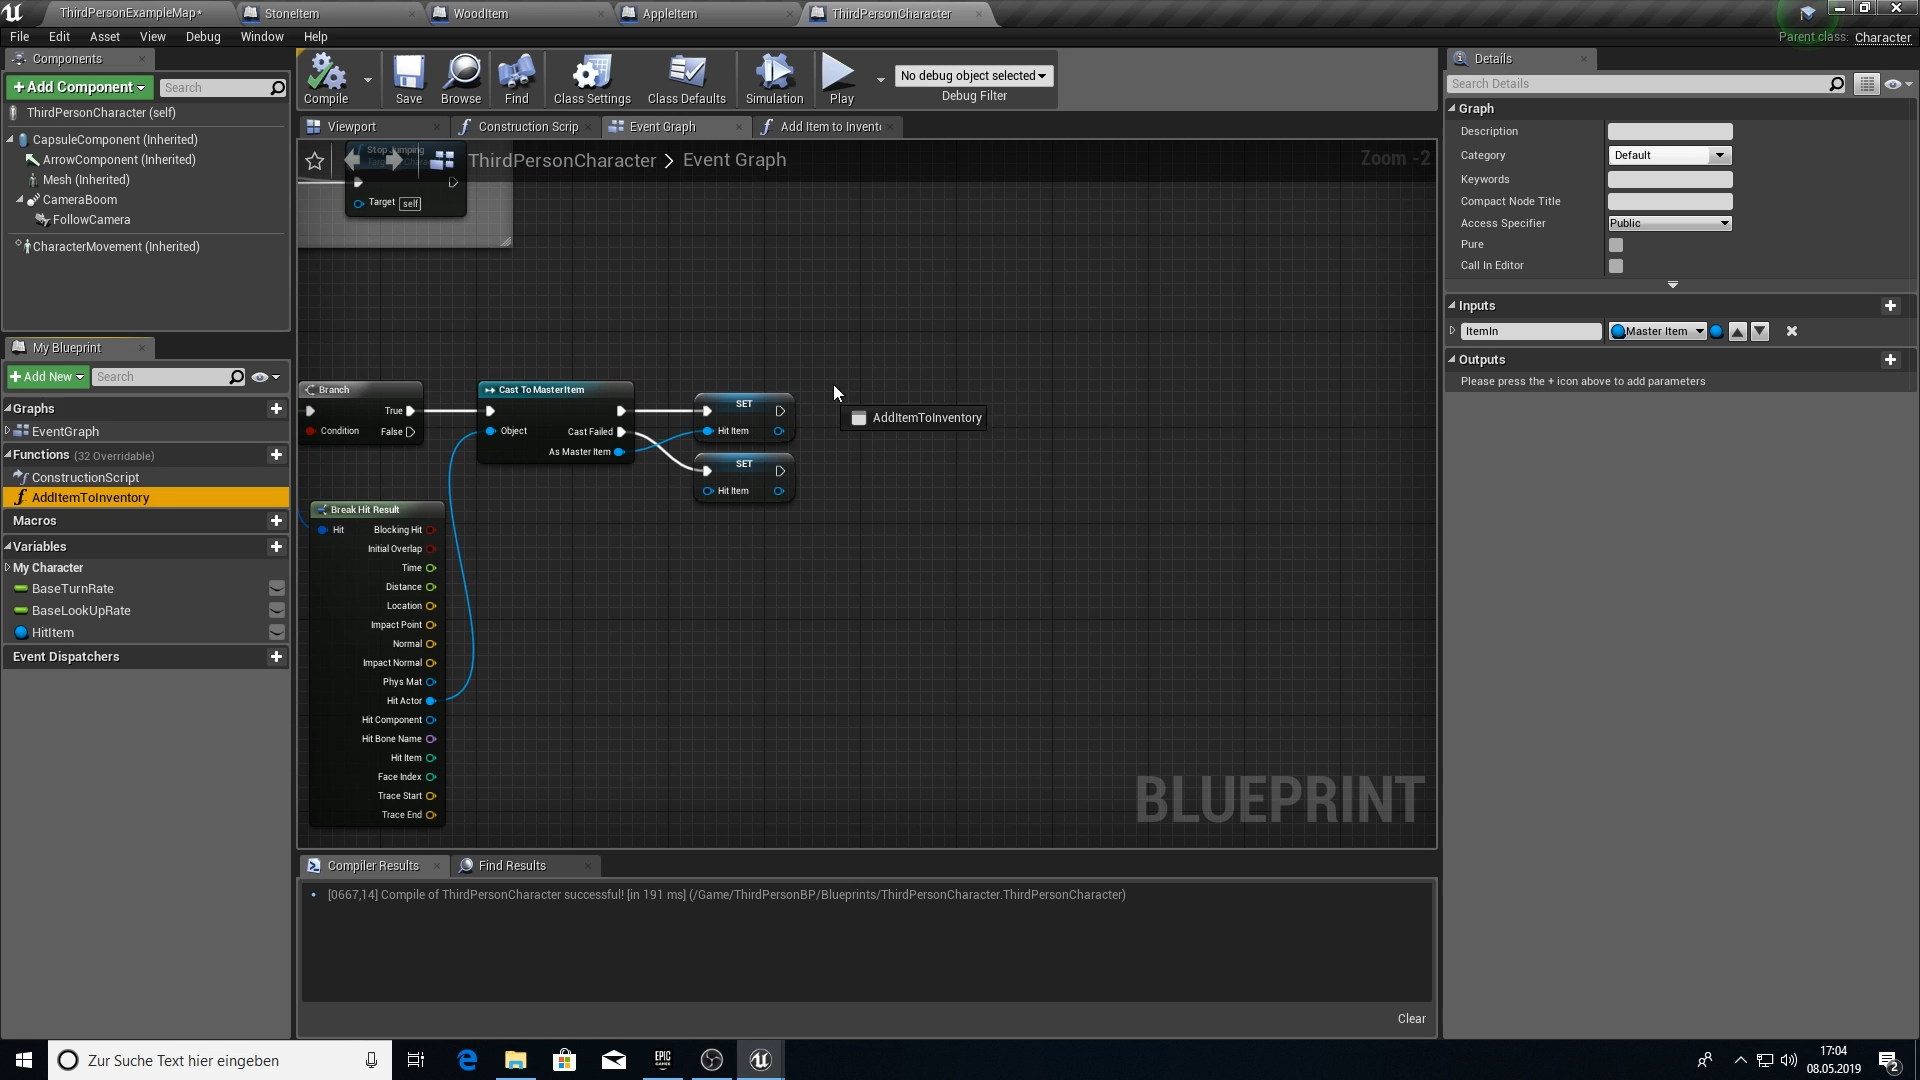 ThirdPersonExampleMap*
StoneItem
WoodItem
AppleItem
ThirdPersonCharacter
File Edit Asset View Debug Window Help
Parent class: Character
Components
+Add Component
Search
ThirdPersonCharacter (self)
CapsuleComponent (Inherited)
ArrowComponent (Inherited)
Mesh (Inherited)
CameraBoom
FollowCamera
CharacterMovement (Inherited)
Compile
Save
Browse
Find
Class Settings
Class Defaults
Simulation
Play
No debug object selected
Debug Filter
Viewport
Construction Scrip
Event Graph
Add Item to Invent
ThirdPersonCharacter > Event Graph
Zoom -2
Stop Jumping
Target self
Branch
True
Condition False
Cast To MasterItem
Object Cast Failed
As Master Item
SET
Hit Item
SET
Hit Item
AddItemToInventory
Break Hit Result
Hit Blocking Hit
Initial Overlap
Time
Distance
Location
Impact Point
Normal
Impact Normal
Phys Mat
Hit Actor
Hit Component
Hit Bone Name
Hit Item
Face Index
Trace Start
Trace End
BLUEPRINT
My Blueprint
+Add New
Search
Graphs
EventGraph
Functions (32 Overridable)
ConstructionScript
AddItemToInventory
Macros
Variables
My Character
BaseTurnRate
BaseLookUpRate
HitItem
Event Dispatchers
Details
Search Details
Graph
Description
Category Default
Keywords
Compact Node Title
Access Specifier Public
Pure
Call In Editor
Inputs
ItemIn Master Item
Outputs
Please press the + icon above to add parameters
Compiler Results
Find Results
[0667,14] Compile of ThirdPersonCharacter successful! [in 191 ms] (/Game/ThirdPersonBP/Blueprints/ThirdPersonCharacter.ThirdPersonCharacter)
Clear
Zur Suche Text hier eingeben
EPIC
GAMES
17:04
08.05.2019
2